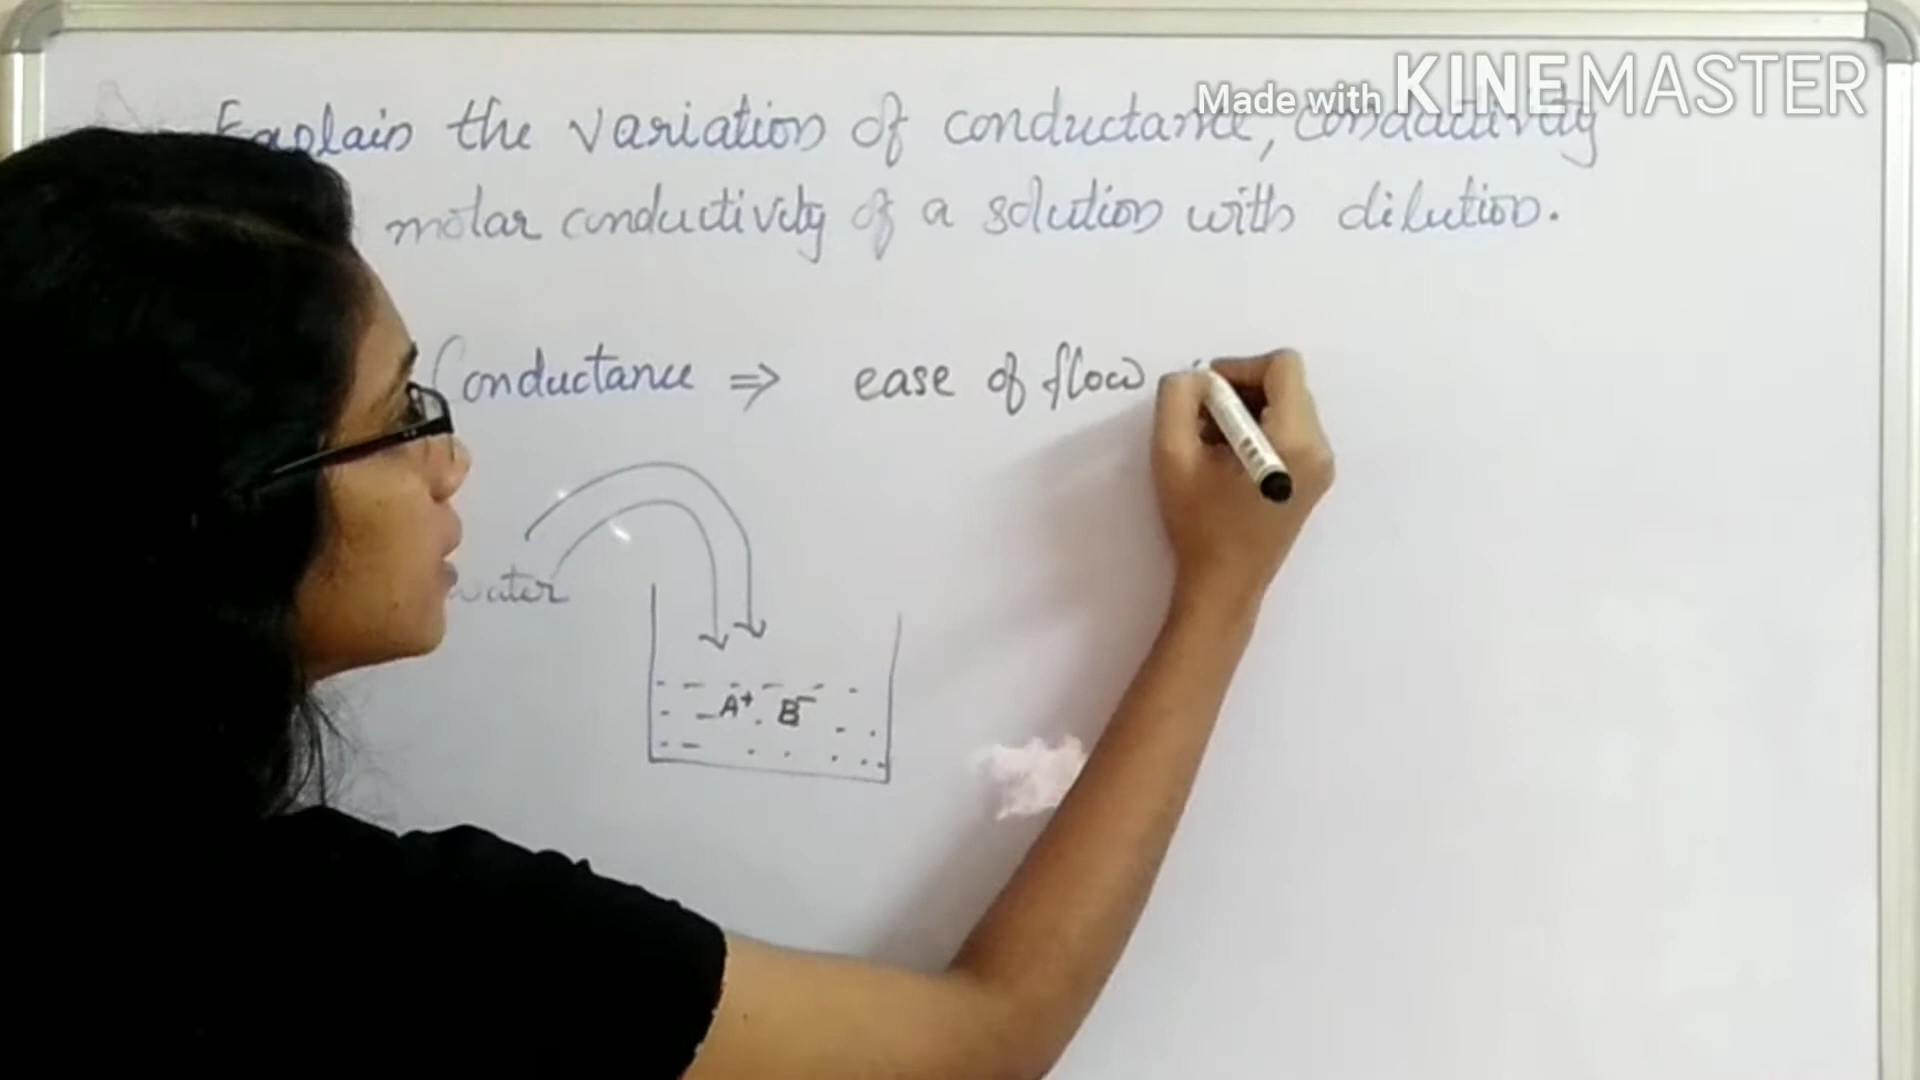 Made with KINEMASTER
Explain the variation of conductance, conductivity
molar conductivity of a solution with dilution.
Conductance ⇒ ease of flow
water
A⁺ B⁻